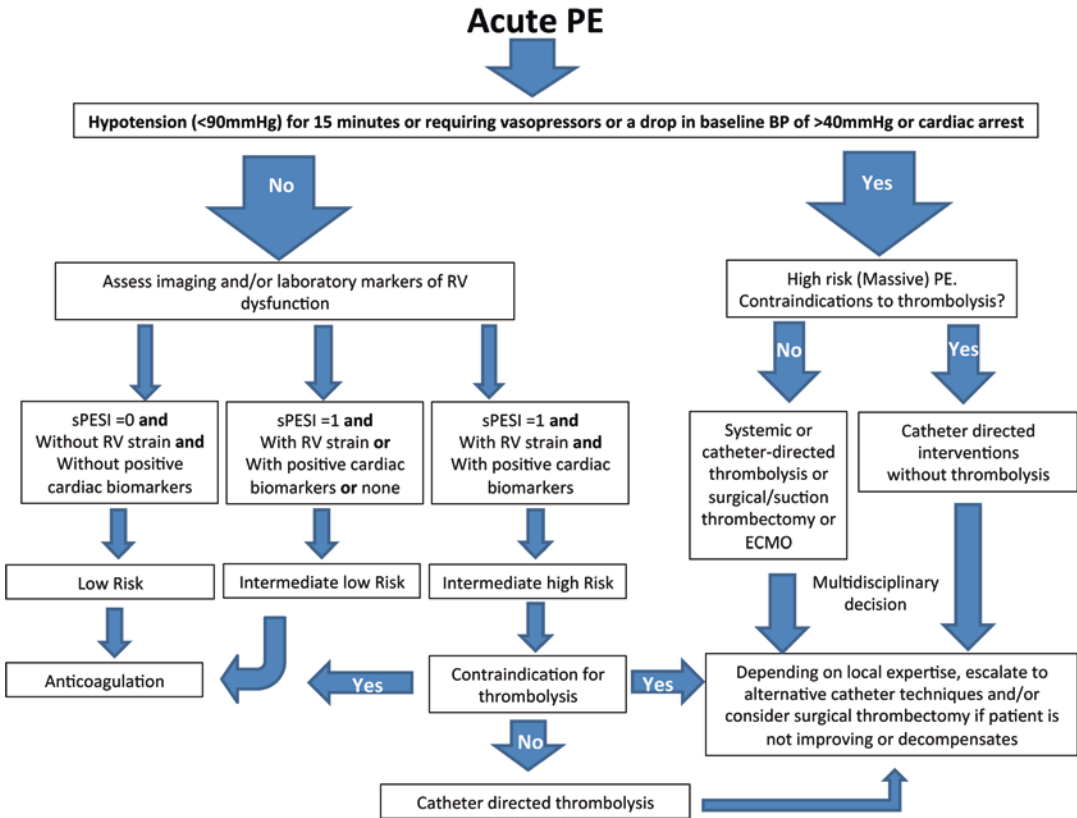 Acute PE
Hypotension (<90mmHg) for 15 minutes or requiring vasopressors or a drop in baseline BP of >40mmHg or cardiac arrest
No
Yes
Assess imaging and/or laboratory markers of RV
dysfunction
High risk (Massive) PE.
Contraindications to thrombolysis?
No
Yes
sPESI =0 and
Without RV strain and
Without positive
cardiac biomarkers
sPESI =1 and
With RV strain or
With positive cardiac
biomarkers or none
sPESI =1 and
With RV strain and
With positive cardiac
biomarkers
Systemic or
catheter-directed
thrombolysis or
surgical/suction
thrombectomy or
ECMO
Catheter directed
interventions
without thrombolysis
Low Risk
Intermediate low Risk
Intermediate high Risk
Multidisciplinary
decision
Anticoagulation
Yes
Contraindication for
thrombolysis
Yes
Depending on local expertise, escalate to
alternative catheter techniques and/or
consider surgical thrombectomy if patient is
not improving or decompensates
No
Catheter directed thrombolysis